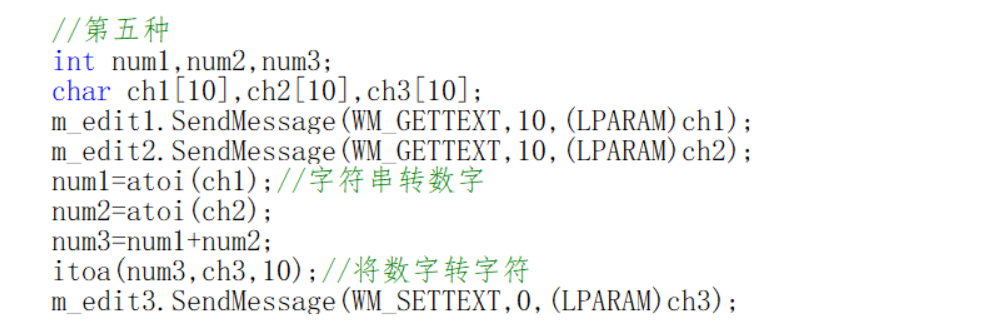 //第五种
int num1,num2,num3;
char ch1[10],ch2[10],ch3[10];
m_edit1.SendMessage(WM_GETTEXT,10,(LPARAM)ch1);
m_edit2.SendMessage(WM_GETTEXT,10,(LPARAM)ch2);
num1=atoi(ch1);//字符串转数字
num2=atoi(ch2);
num3=num1+num2;
itoa(num3,ch3,10);//将数字转字符
m_edit3.SendMessage(WM_SETTEXT,0,(LPARAM)ch3);